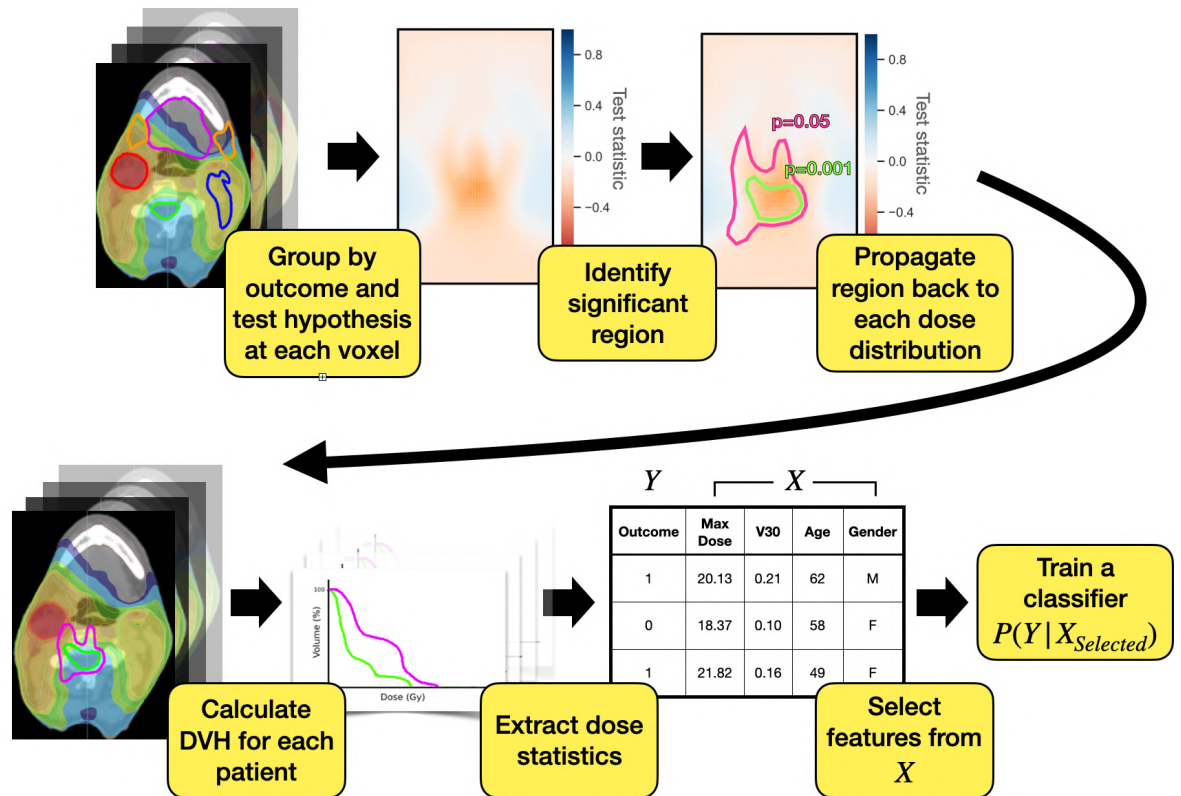 0.8
0.4
0.0
−0.4
Test statistic
0.8
0.4
0.0
−0.4
Test statistic
p=0.05
p=0.001
Group by
outcome and
test hypothesis
at each voxel
Identify
significant
region
Propagate
region back to
each dose
distribution
100
Volume (%)
Dose (Gy)
Y X
Outcome Max Dose V30 Age Gender
1 20.13 0.21 62 M
0 18.37 0.10 58 F
1 21.82 0.16 49 F
Train a
classifier
P(Y|X_Selected)
Calculate
DVH for each
patient
Extract dose
statistics
Select
features from
X